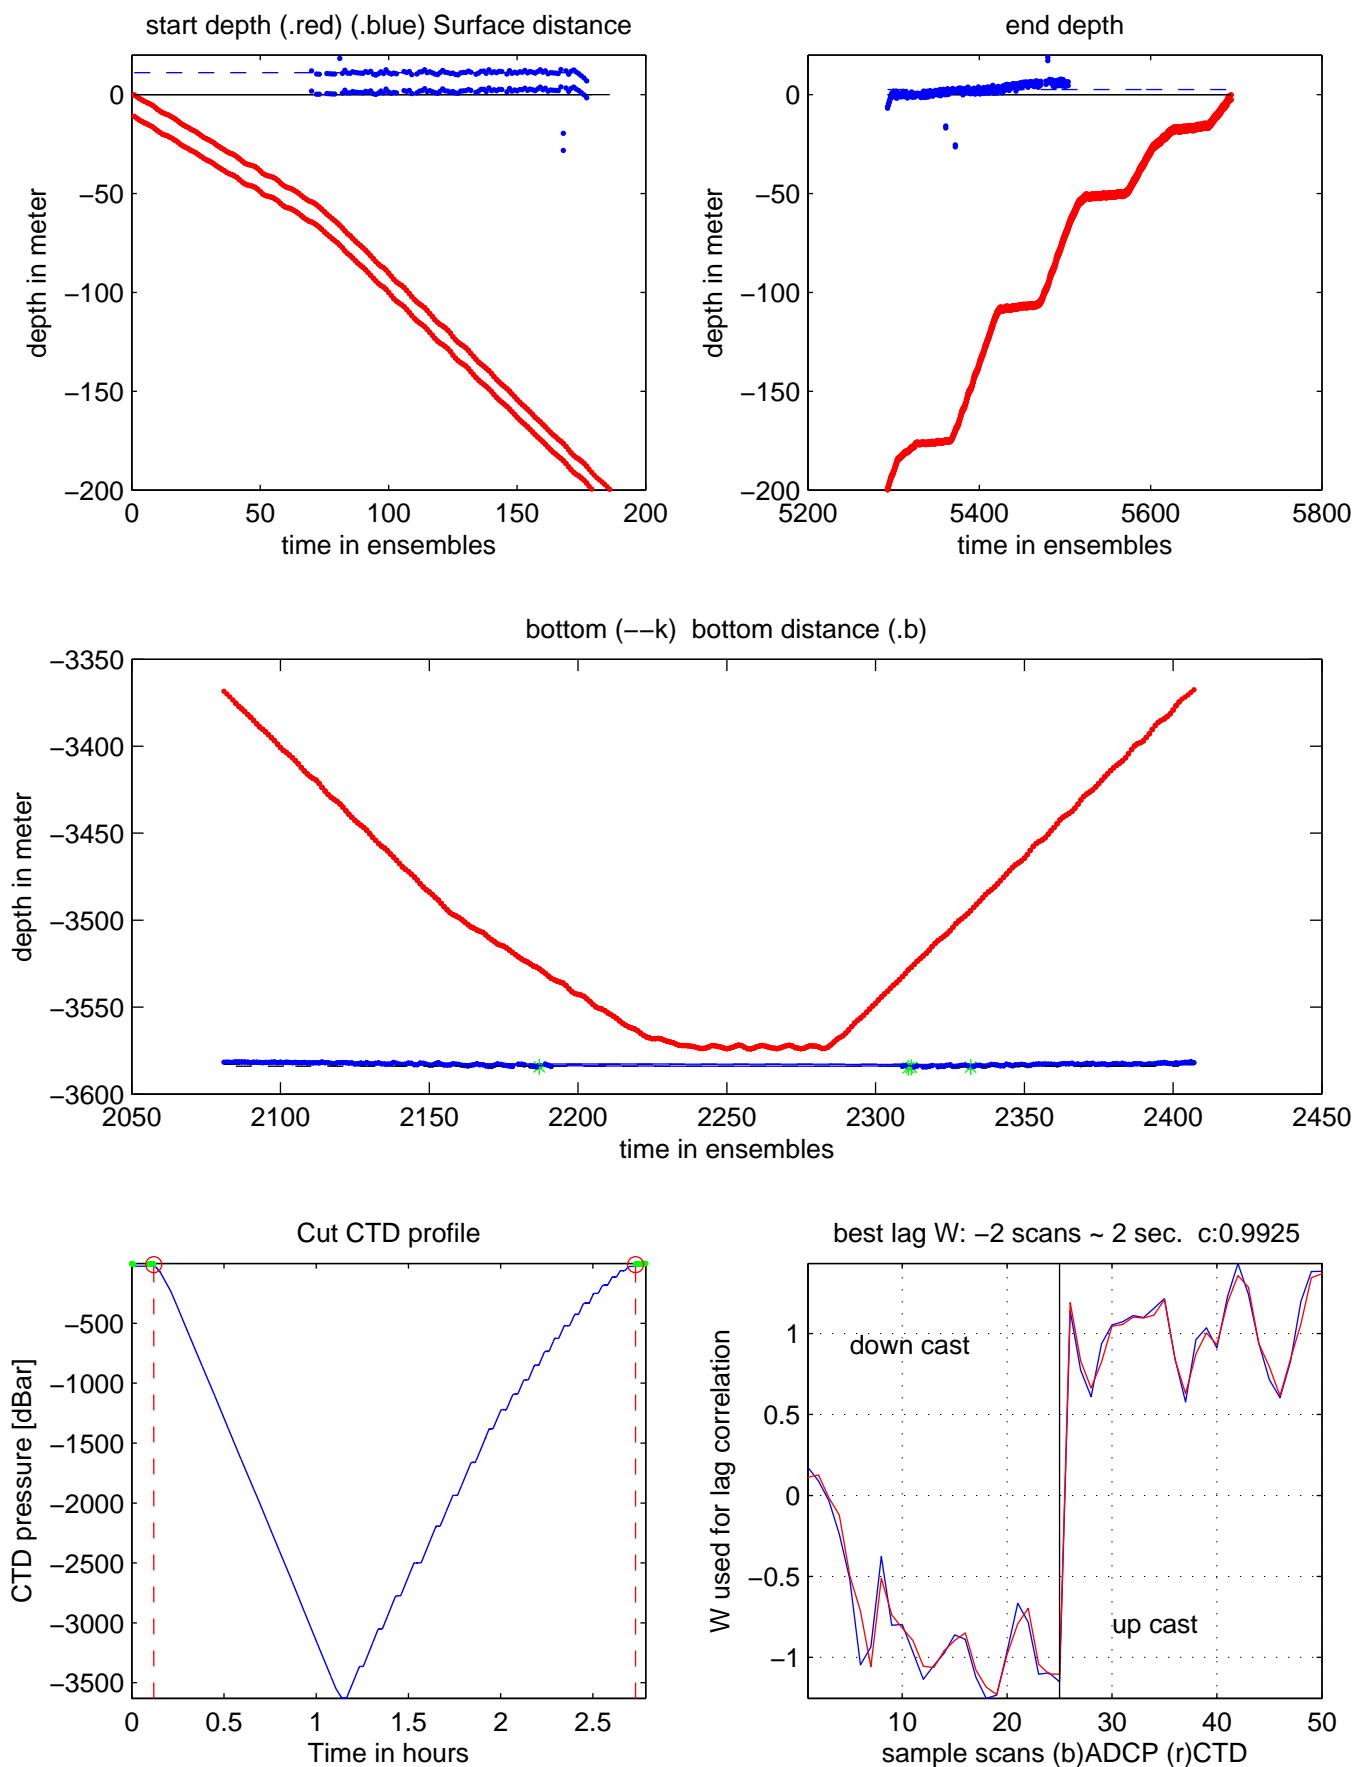 start depth (.red) (.blue) Surface distance
end depth
0
−50
−100
−150
−200
depth in meter
0 50 100 150 200
time in ensembles
0
−50
−100
−150
−200
depth in meter
5200 5400 5600 5800
time in ensembles
bottom (−−k) bottom distance (.b)
−3350
−3400
−3450
−3500
−3550
−3600
depth in meter
2050 2100 2150 2200 2250 2300 2350 2400 2450
time in ensembles
Cut CTD profile
−500
−1000
−1500
−2000
−2500
−3000
−3500
CTD pressure [dBar]
0 0.5 1 1.5 2 2.5
Time in hours
best lag W: −2 scans ~ 2 sec. c:0.9925
1
0.5
0
−0.5
−1
W used for lag correlation
down cast
up cast
10 20 30 40 50
sample scans (b)ADCP (r)CTD